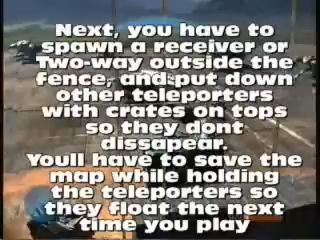 Next, you have to
spawn a receiver or
Two-way outside the
fence, and put down
other teleporters
with crates on tops
so they dont
dissapear.
Youll have to save the
map while holding
the teleporters so
they float the next
time you play